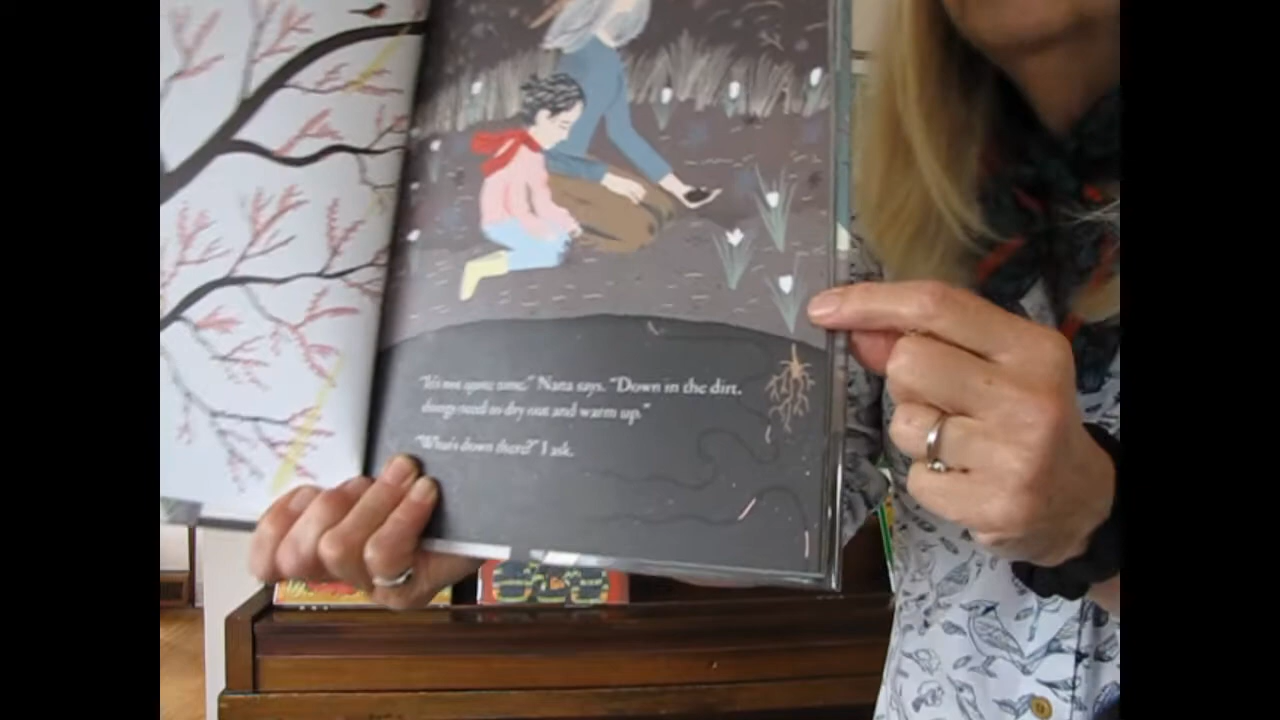 "It's not quite time," Nana says. "Down in the dirt,
things need to dry out and warm up."
"What's down there?" I ask.